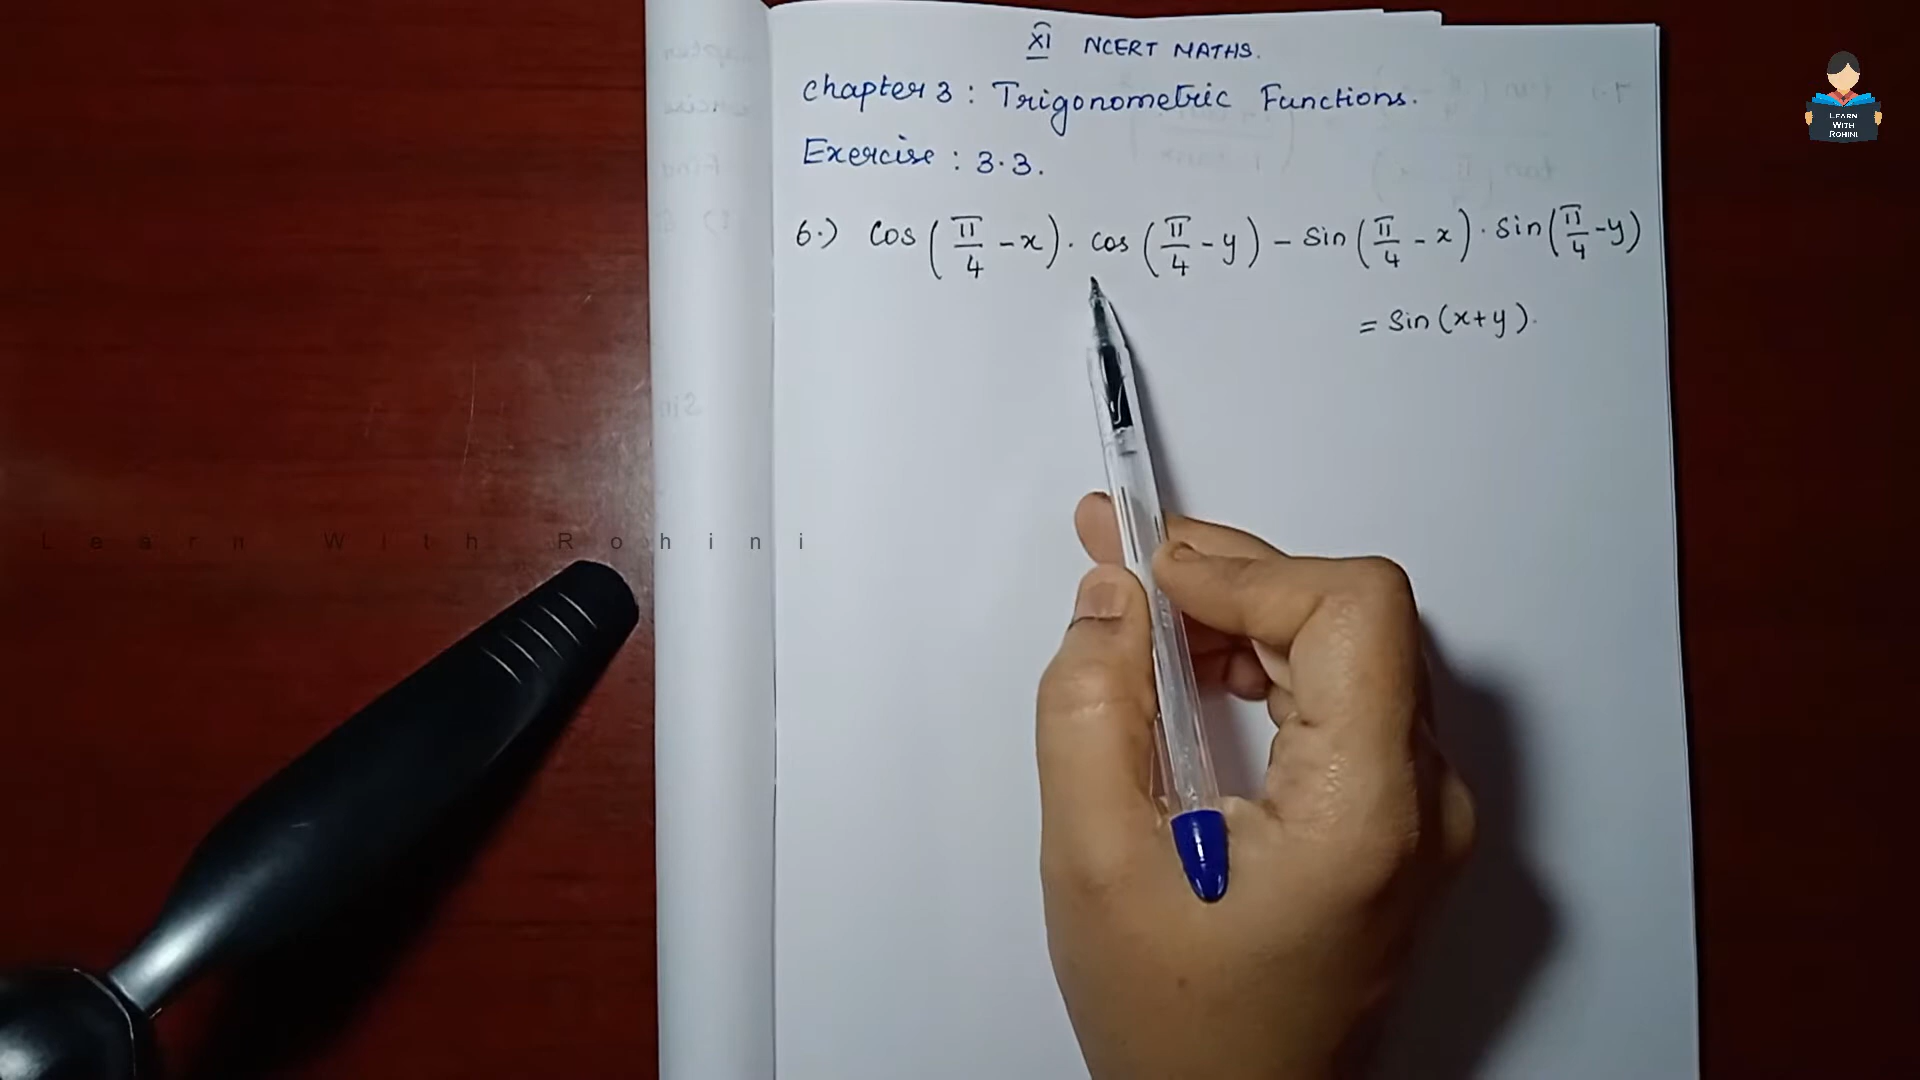 XI NCERT MATHS.
Chapter 3 : Trigonometric Functions.
Exercise : 3.3.
6.) Cos (π/4 - x) . Cos (π/4 - y) - Sin (π/4 - x) . Sin (π/4 - y)
= Sin (x+y).
LEARN
WITH
ROHINI
Learn With Rohini